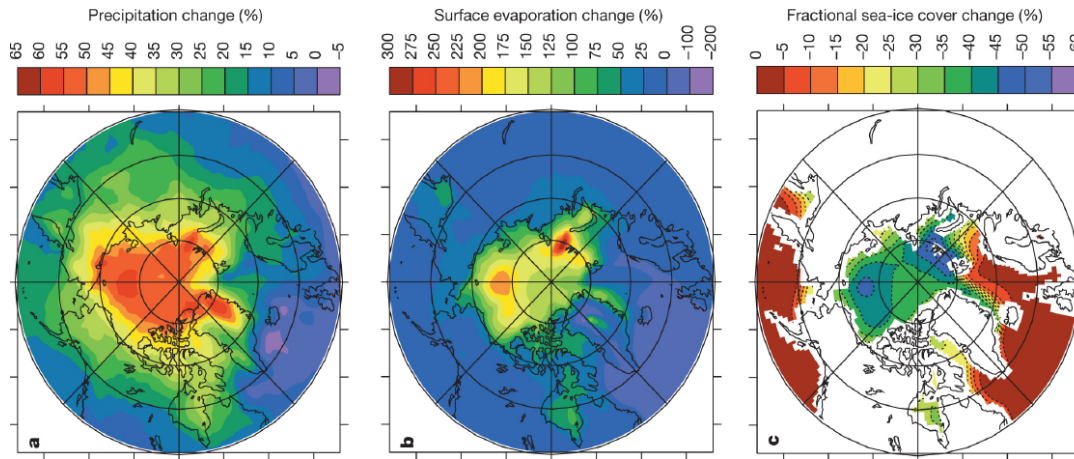 Precipitation change (%)
65 60 55 50 45 40 35 30 25 20 15 10 5 0 −5
a
Surface evaporation change (%)
300 275 250 225 200 175 150 125 100 75 50 25 0 −100 −200
b
Fractional sea-ice cover change (%)
0 −5 −10 −15 −20 −25 −30 −35 −40 −45 −50 −55 −60
c